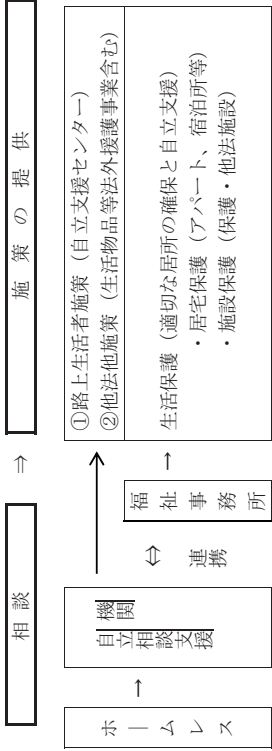 相談
⇒
施策の提供
ホームレス
→
自立相談支援
機関
⇔
連携
福祉事務所
→
①路上生活者施策（自立支援センター）
②他法他施策（生活物品等法外援護事業含む）
生活保護（適切な居所の確保と自立支援）
・居宅保護（アパート、宿泊所等）
・施設保護（保護・他法施設）